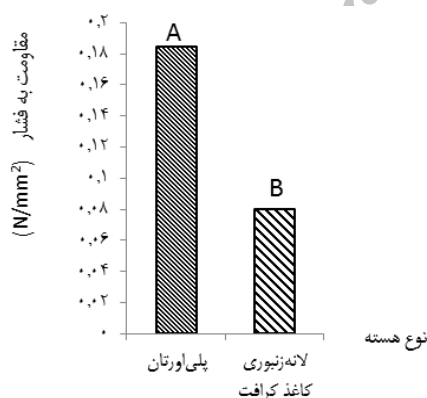 مقاومت به فشار (N/mm²)
۰,۲
۰,۱۸
۰,۱۶
۰,۱۴
۰,۱۲
۰,۱
۰,۰۸
۰,۰۶
۰,۰۴
۰,۰۲
۰
A
B
پلی‌اورتان
لانه‌زنبوری
کاغذ کرافت
نوع هسته